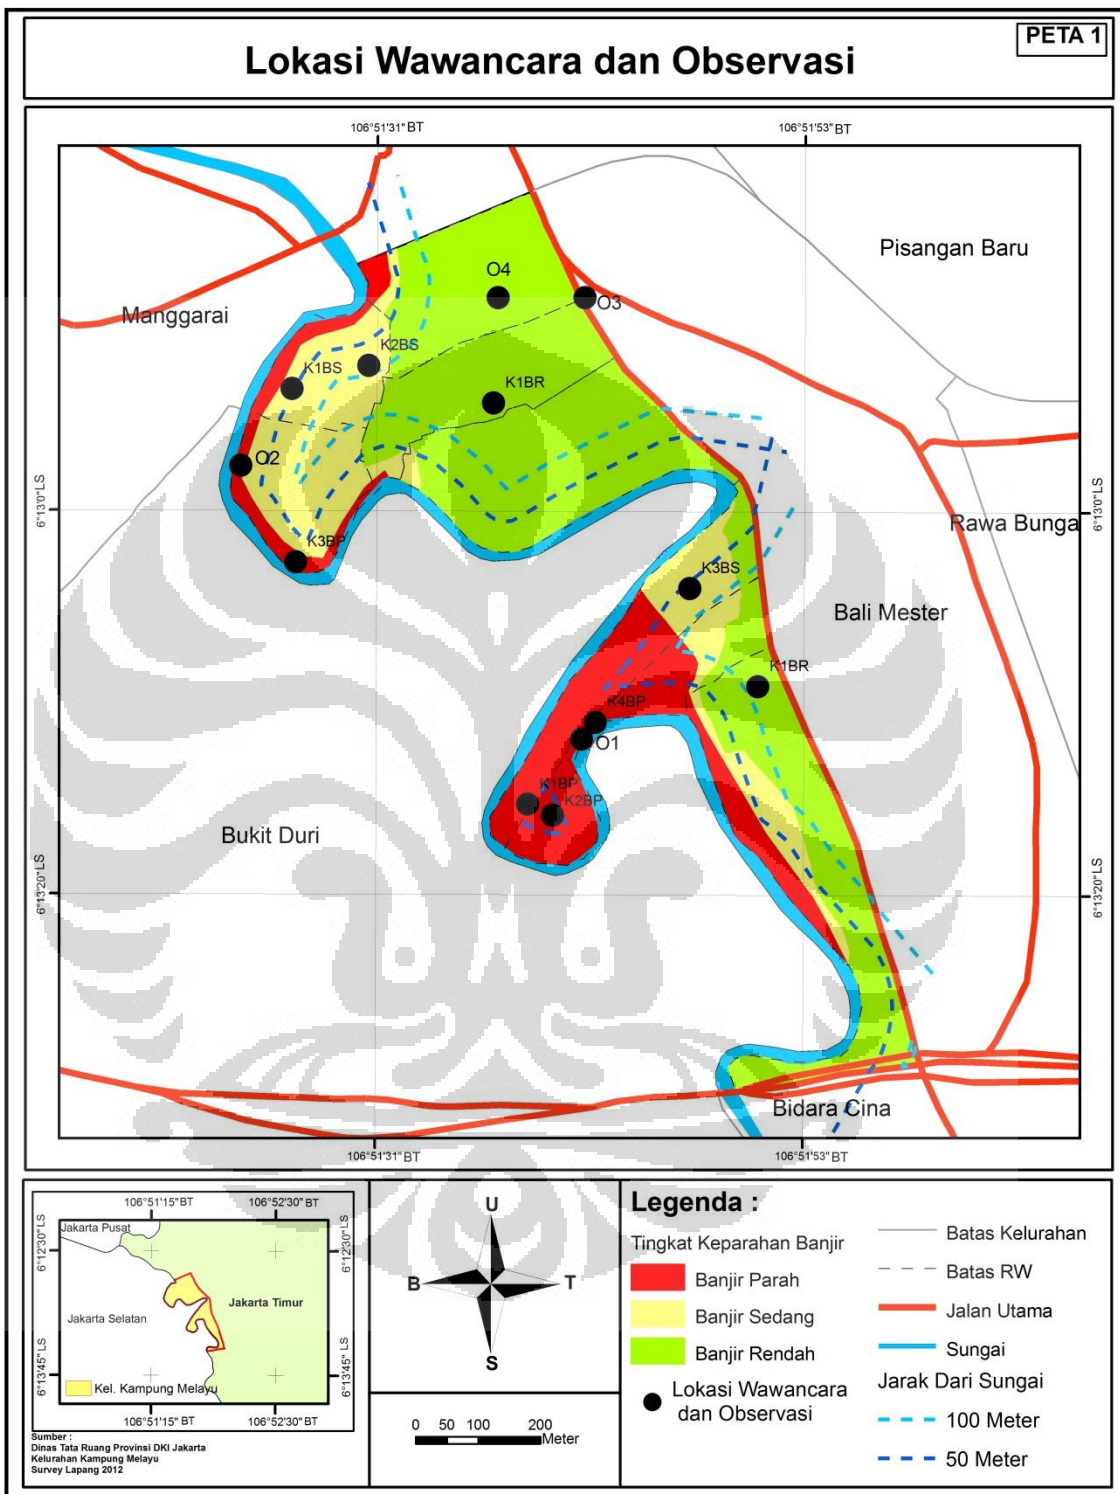 PETA 1
Lokasi Wawancara dan Observasi
106°51'31" BT
106°51'53" BT
Pisangan Baru
O4
O3
Manggarai
K2BS
K1BS
K1BR
O2
6°13'0" LS
6°13'0" LS
Rawa Bunga
K3BP
K3BS
Bali Mester
K1BR
K4BP
O1
K1BP
K2BP
Bukit Duri
6°13'20" LS
6°13'20" LS
Bidara Cina
106°51'31" BT
106°51'53" BT
106°51'15" BT
106°52'30" BT
Jakarta Pusat
6°12'30" LS
6°12'30" LS
Jakarta Timur
Jakarta Selatan
6°13'45" LS
6°13'45" LS
Kel. Kampung Melayu
106°51'15" BT
106°52'30" BT
Sumber :
Dinas Tata Ruang Provinsi DKI Jakarta
Kelurahan Kampung Melayu
Survey Lapang 2012
U
B
T
S
0 50 100 200
Meter
Legenda :
Tingkat Keparahan Banjir
Banjir Parah
Banjir Sedang
Banjir Rendah
Lokasi Wawancara
dan Observasi
Batas Kelurahan
Batas RW
Jalan Utama
Sungai
Jarak Dari Sungai
100 Meter
50 Meter